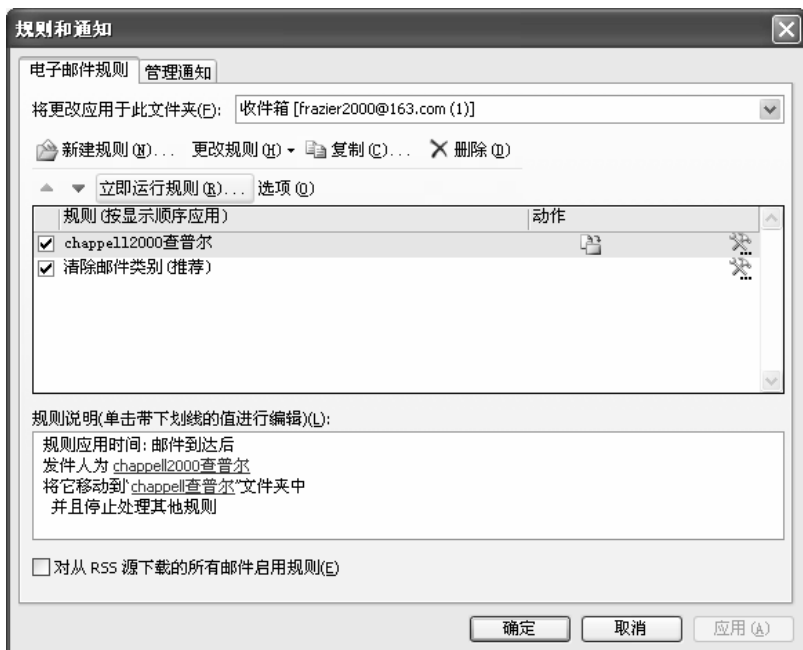 规则和通知
电子邮件规则 管理通知
将更改应用于此文件夹(F): 收件箱 [frazier2000@163.com (1)]
新建规则(N)... 更改规则(H) 复制(C)... 删除(D)
立即运行规则(R)... 选项(O)
规则(按显示顺序应用) 动作
chappell2000查普尔
清除邮件类别(推荐)
规则说明(单击带下划线的值进行编辑)(L):
规则应用时间: 邮件到达后
发件人为 chappell2000查普尔
将它移动到“chappell查普尔”文件夹中
并且停止处理其他规则
对从 RSS 源下载的所有邮件启用规则(E)
确定 取消 应用(A)